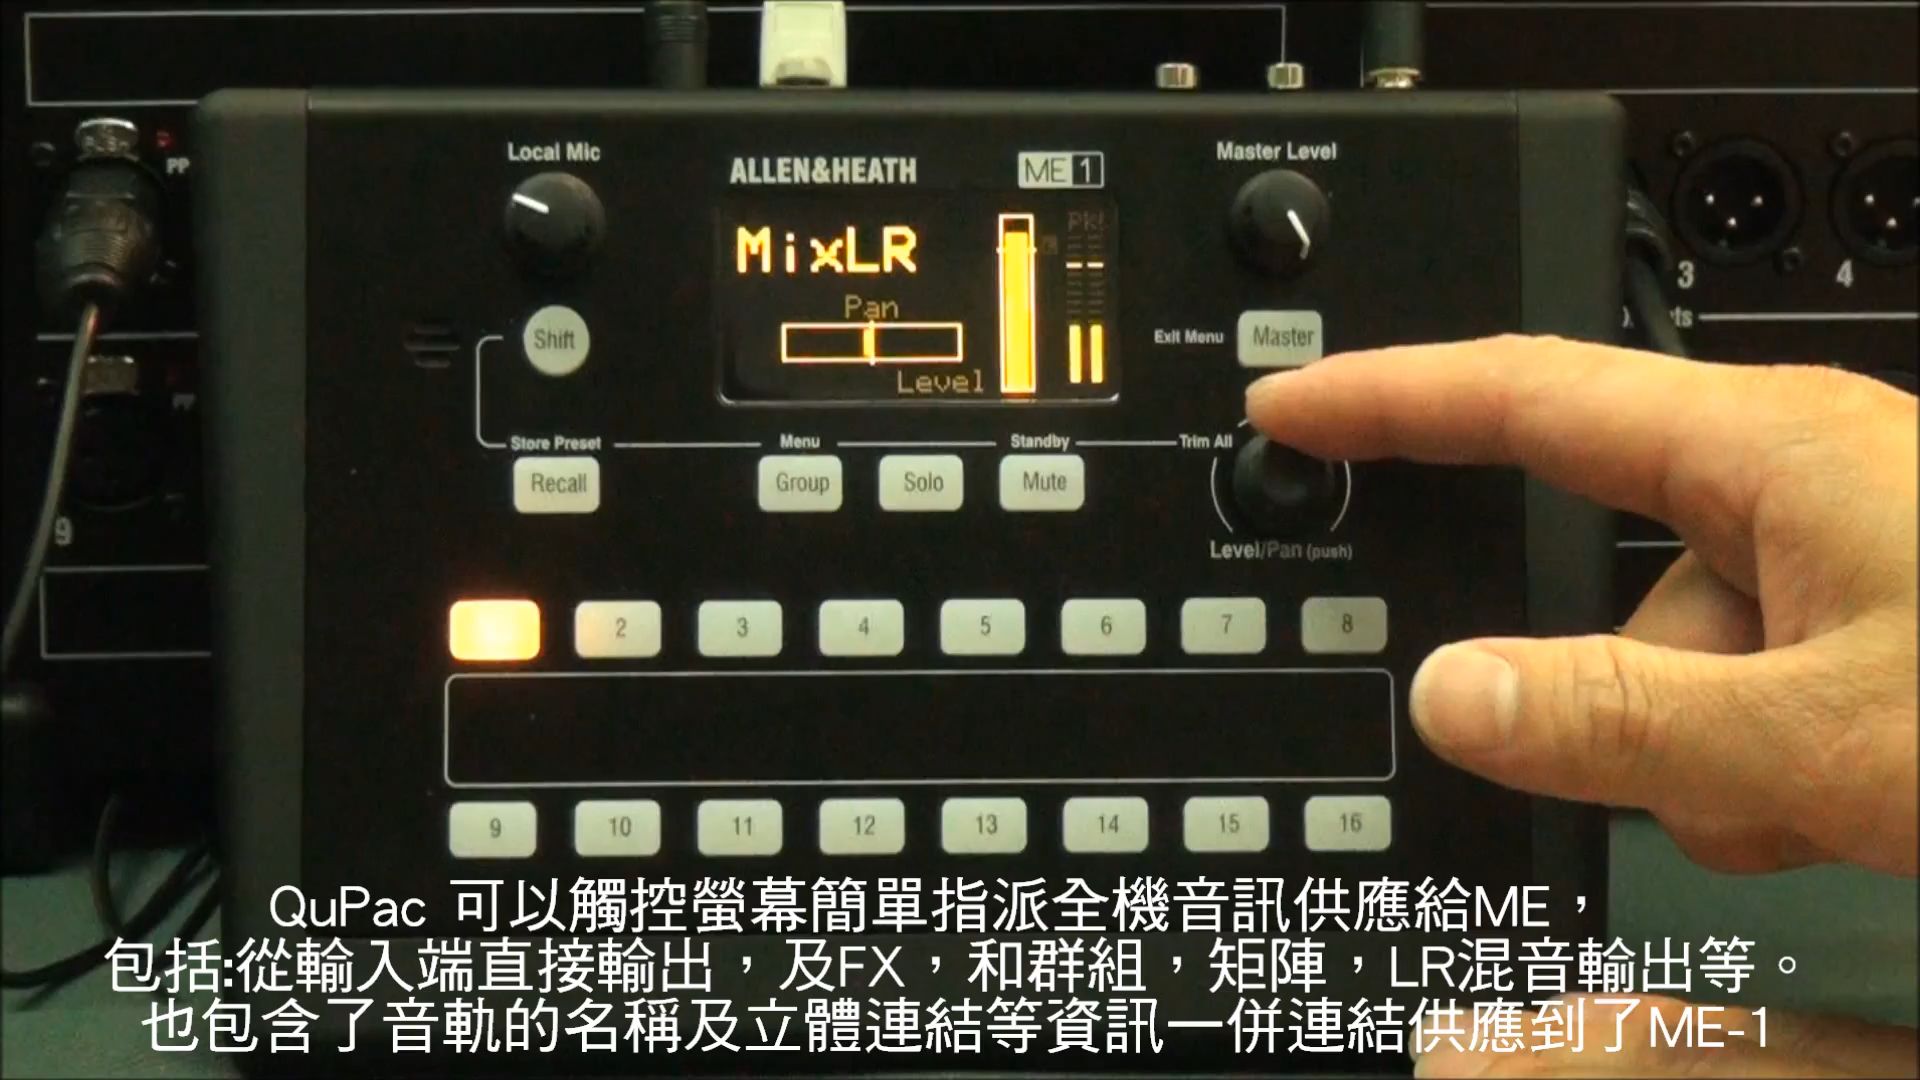 PP
Local Mic
ALLEN&HEATH
ME 1
Master Level
MixLR
Pk!
Pan
Level
Shift
Exit Menu
Master
3
4
Store Preset
Menu
Standby
Trim All
Recall
Group
Solo
Mute
Level/Pan (push)
9
2
3
4
5
6
7
8
9
10
11
12
13
14
15
16
QuPac 可以觸控螢幕簡單指派全機音訊供應給ME，
包括:從輸入端直接輸出，及FX，和群組，矩陣，LR混音輸出等。
也包含了音軌的名稱及立體連結等資訊一併連結供應到了ME-1